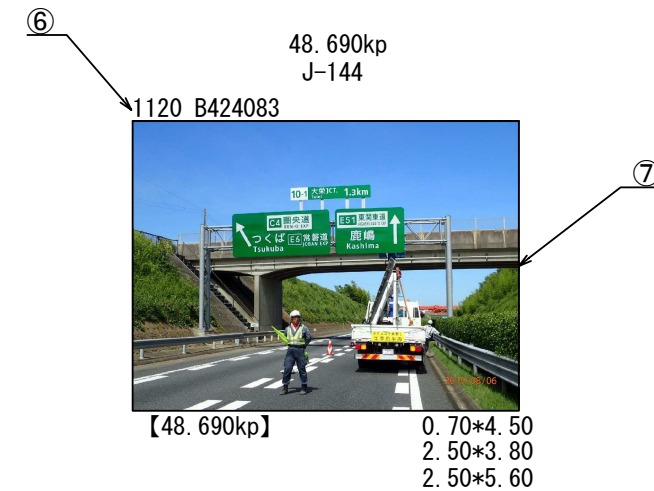 ⑥
48.690kp
J-144
1120 B424083
⑦
10-1 大栄JCT. 1.3km
C4 圏央道
つくば E6 常磐道
JOBAN EXP
Tsukuba
E51 東関東道
鹿嶋
Kashima
【48.690kp】
0.70*4.50
2.50*3.80
2.50*5.60